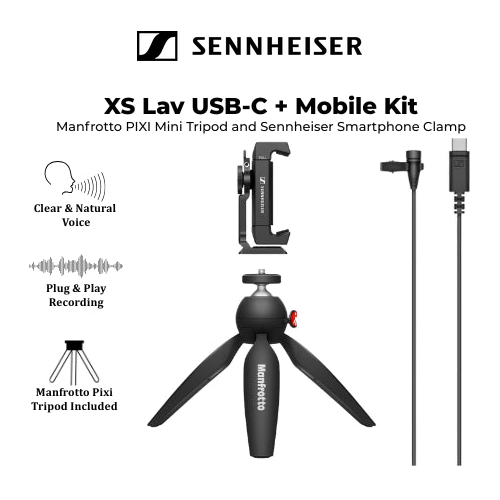 SENNHEISER
XS Lav USB-C + Mobile Kit
Manfrotto PIXI Mini Tripod and Sennheiser Smartphone Clamp
Clear & Natural
Voice
Plug & Play
Recording
Manfrotto Pixi
Tripod Included
SENNHEISER
Manfrotto